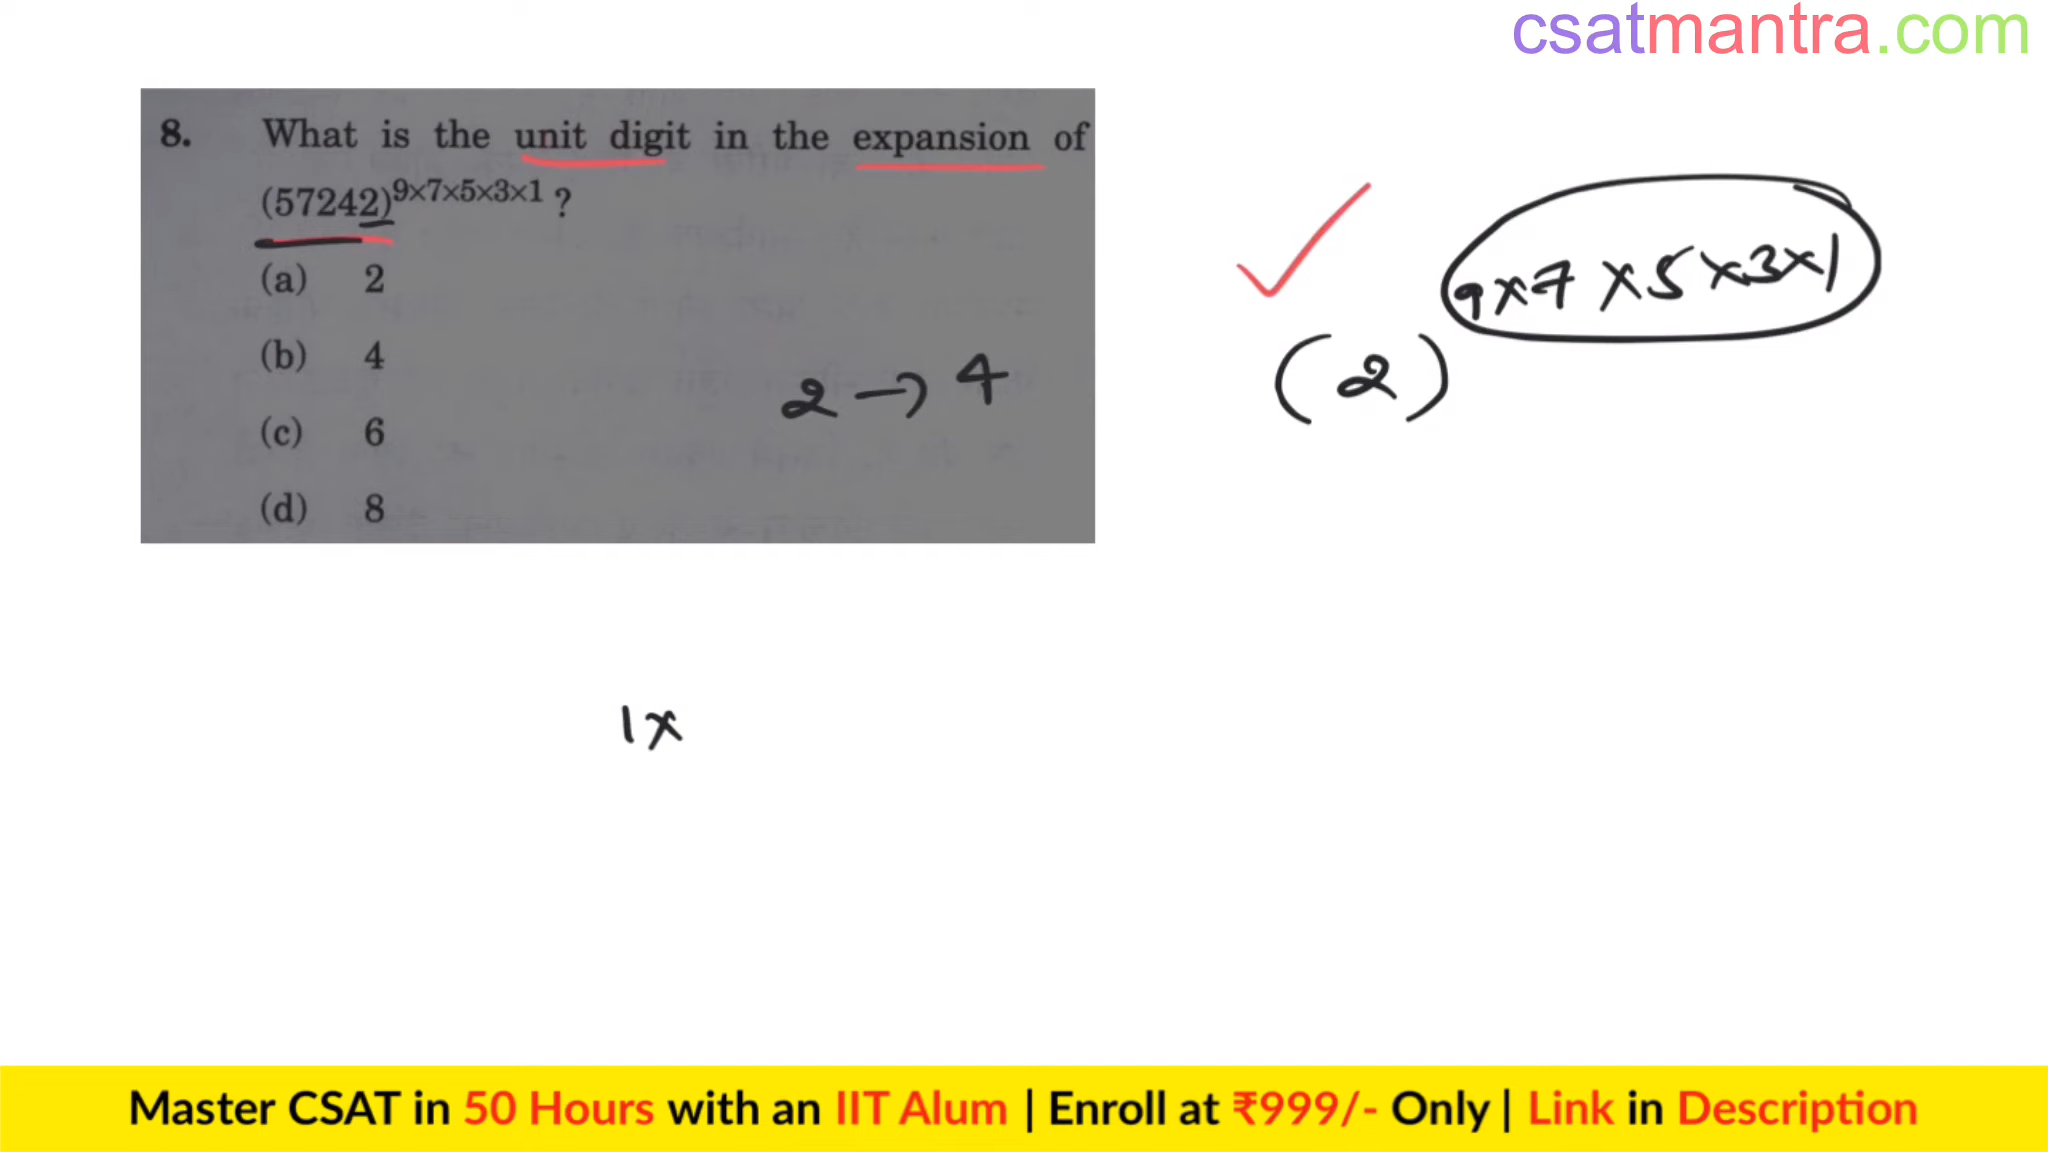 csatmantra.com
8. What is the unit digit in the expansion of
(57242)^9×7×5×3×1 ?
(a) 2
(b) 4
(c) 6
(d) 8
2 → 4
9×7×5×3×1
(2)
1×
Master CSAT in 50 Hours with an IIT Alum | Enroll at ₹999/- Only | Link in Description